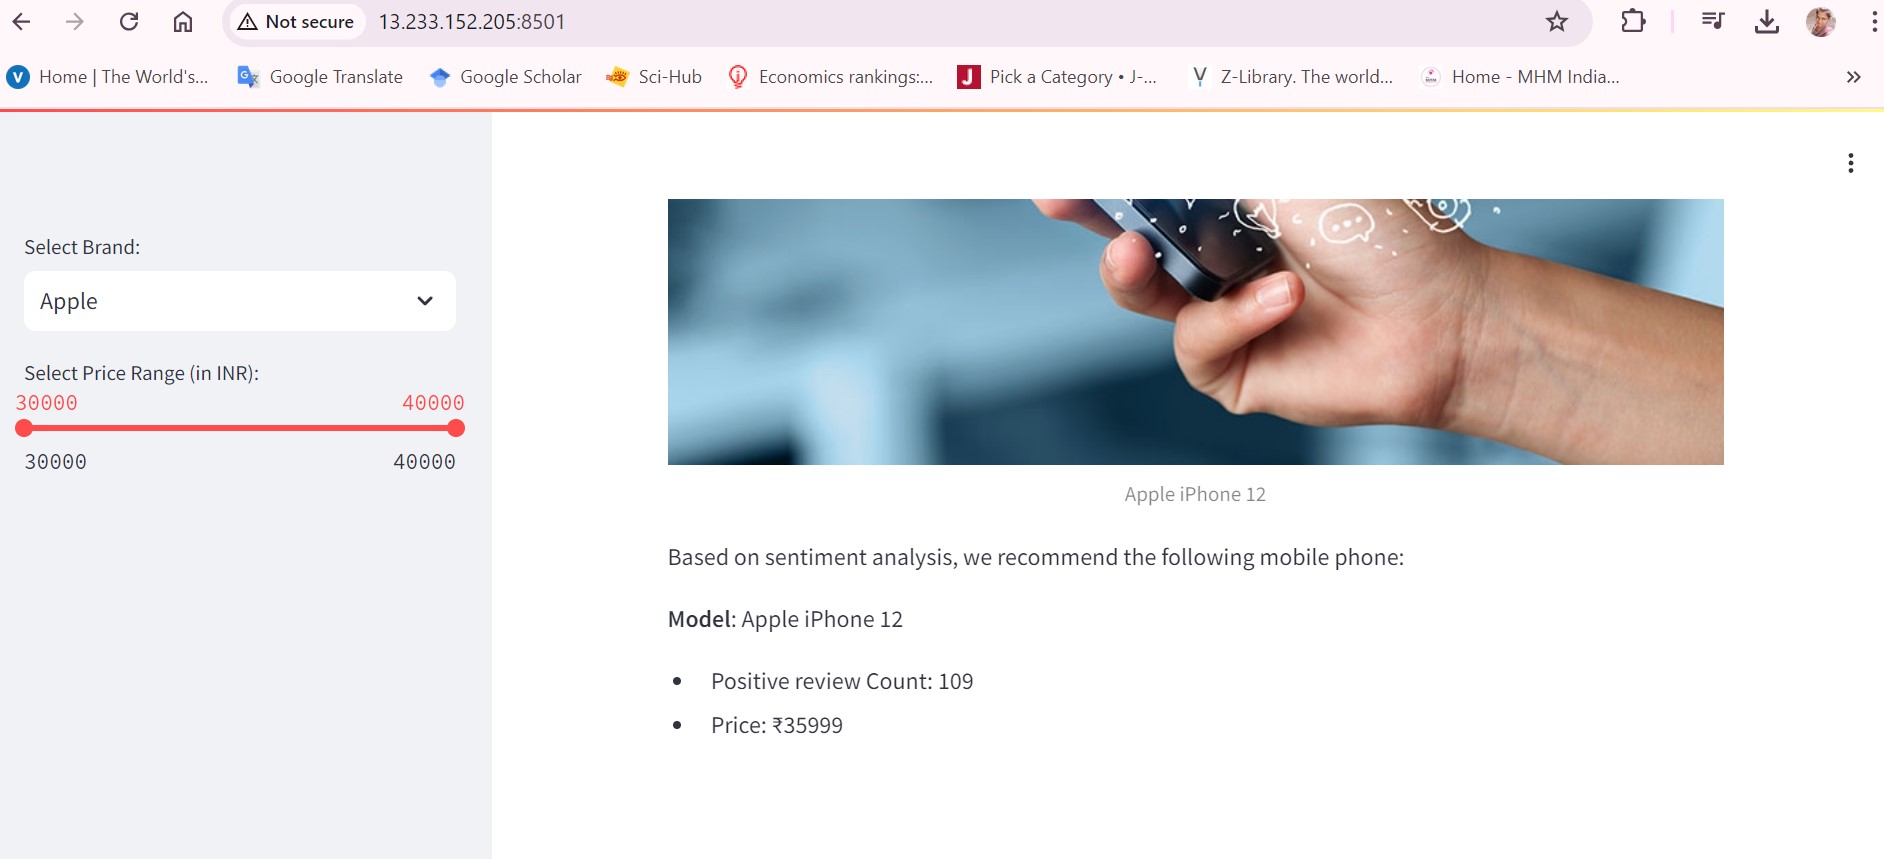 Not secure 13.233.152.205:8501
Home | The World's... Google Translate Google Scholar Sci-Hub Economics rankings:... Pick a Category • J-... Z-Library. The world... Home - MHM India...
Select Brand:
Apple
Select Price Range (in INR):
30000 40000
30000 40000
Apple iPhone 12
Based on sentiment analysis, we recommend the following mobile phone:
Model: Apple iPhone 12
• Positive review Count: 109
• Price: ₹35999